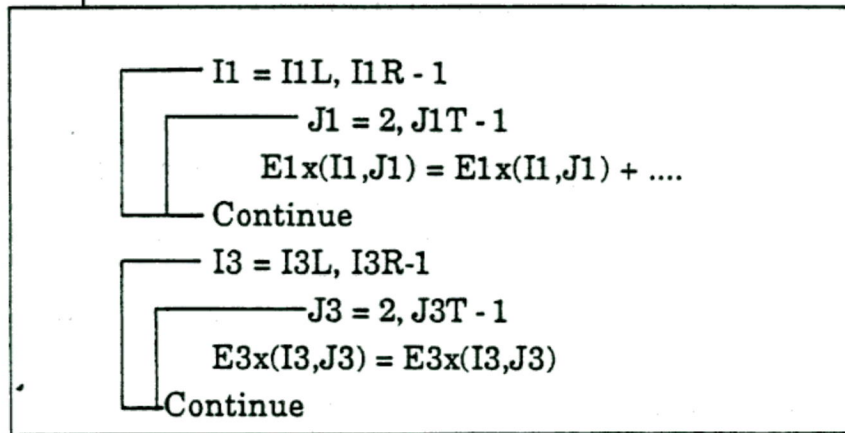 I1 = I1L, I1R - 1
J1 = 2, J1T - 1
E1x(I1,J1) = E1x(I1,J1) + ....
Continue
I3 = I3L, I3R-1
J3 = 2, J3T - 1
E3x(I3,J3) = E3x(I3,J3)
Continue